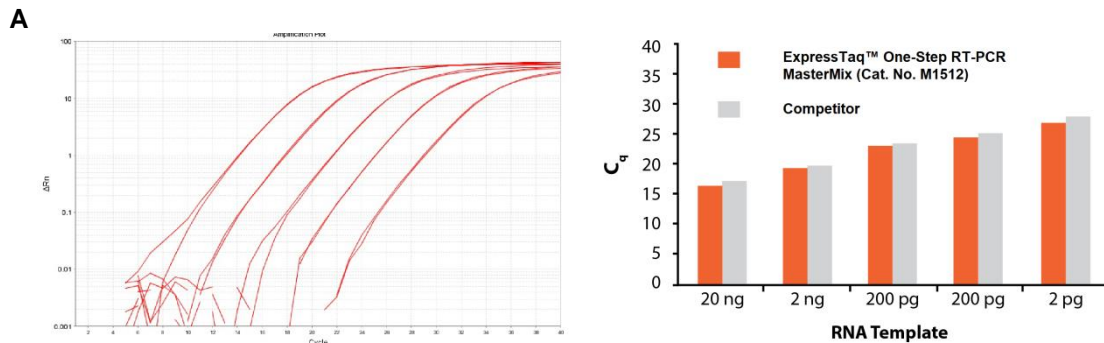 A
Amplification Plot
100
10
1
0.1
0.01
0.001
ΔRn
2 4 6 8 10 12 14 16 18 20 22 24 26 28 30 32 34 36 38 40
Cycle
40
35
30
25
20
15
10
5
0
Cq
ExpressTaq™ One-Step RT-PCR
MasterMix (Cat. No. M1512)
Competitor
20 ng 2 ng 200 pg 200 pg 2 pg
RNA Template